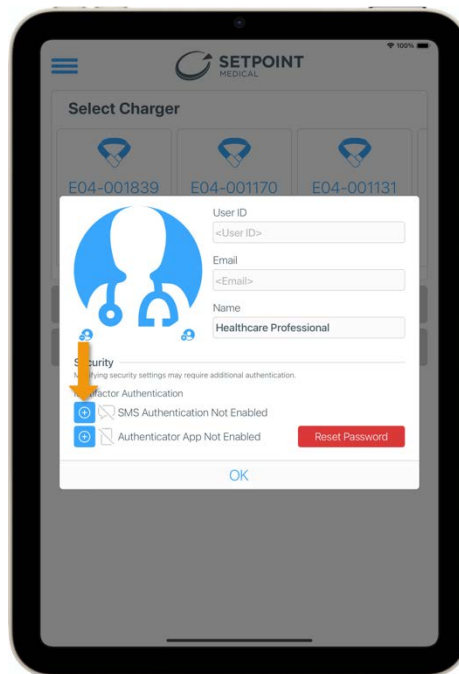 100%
SETPOINT
MEDICAL
Select Charger
E04-001839 E04-001170 E04-001131
User ID
<User ID>
Email
<Email>
Name
Healthcare Professional
Security
Modifying security settings may require additional authentication.
Authentication
SMS Authentication Not Enabled
Authenticator App Not Enabled
Reset Password
OK